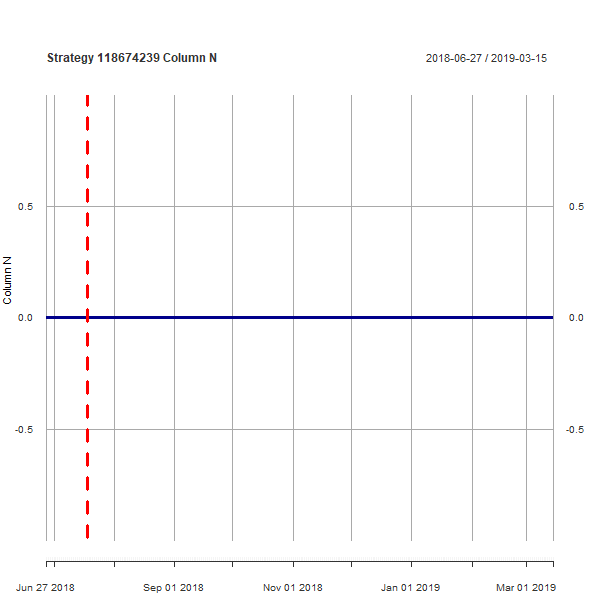 Strategy 118674239 Column N
2018-06-27 / 2019-03-15
0.5
0.5
Column N
0.0
0.0
-0.5
-0.5
Jun 27 2018
Sep 01 2018
Nov 01 2018
Jan 01 2019
Mar 01 2019